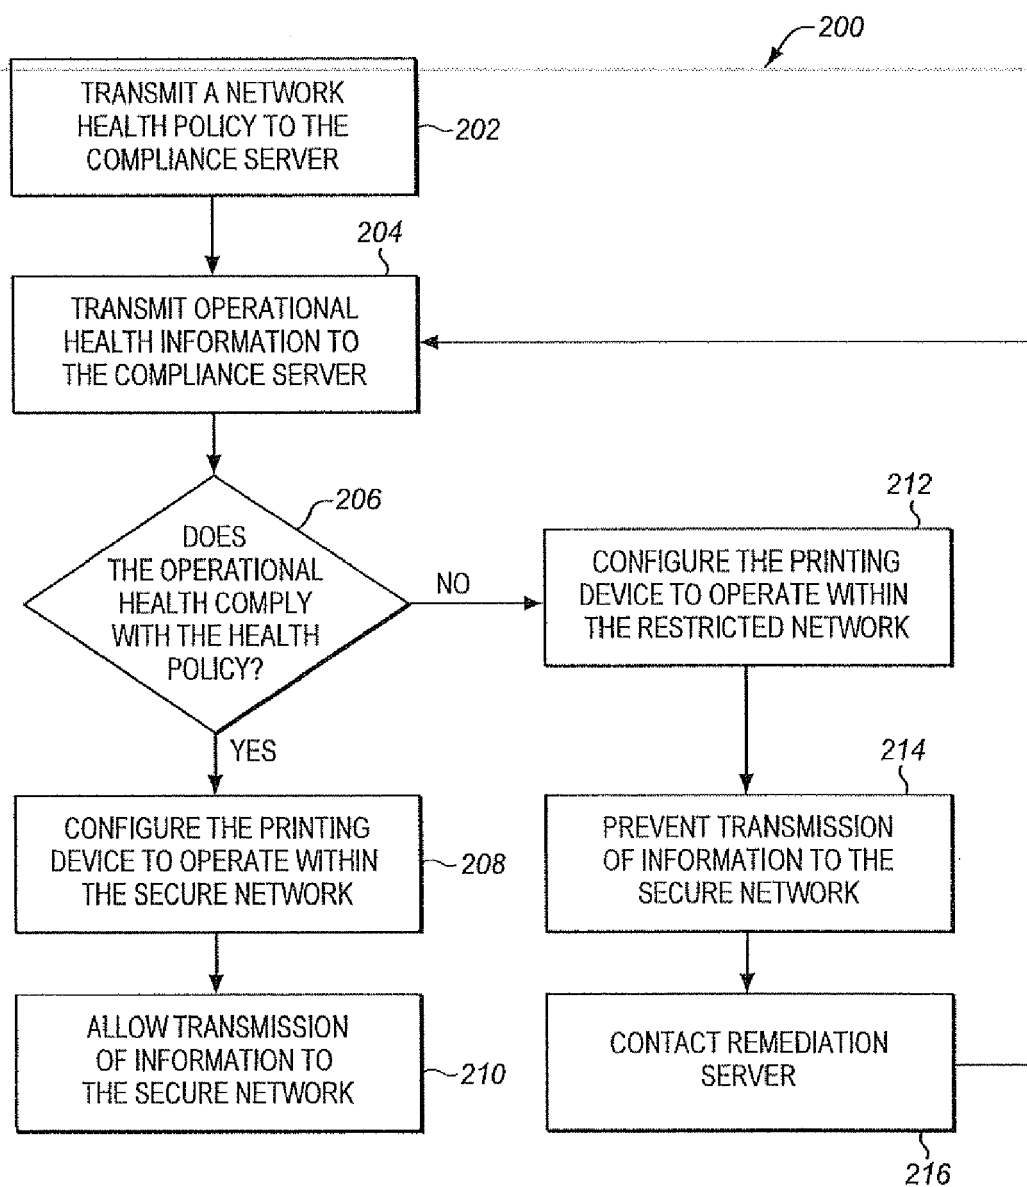 200
TRANSMIT A NETWORK
HEALTH POLICY TO THE
COMPLIANCE SERVER
202
204
TRANSMIT OPERATIONAL
HEALTH INFORMATION TO
THE COMPLIANCE SERVER
206
DOES
THE OPERATIONAL
HEALTH COMPLY
WITH THE HEALTH
POLICY?
NO
YES
212
CONFIGURE THE PRINTING
DEVICE TO OPERATE WITHIN
THE RESTRICTED NETWORK
CONFIGURE THE PRINTING
DEVICE TO OPERATE WITHIN
THE SECURE NETWORK
208
214
PREVENT TRANSMISSION
OF INFORMATION TO THE
SECURE NETWORK
ALLOW TRANSMISSION
OF INFORMATION TO
THE SECURE NETWORK
210
CONTACT REMEDIATION
SERVER
216